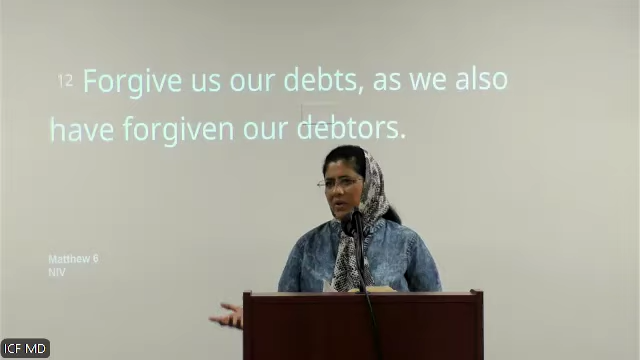 12 Forgive us our debts, as we also
have forgiven our debtors.
Matthew 6
NIV
ICF MD